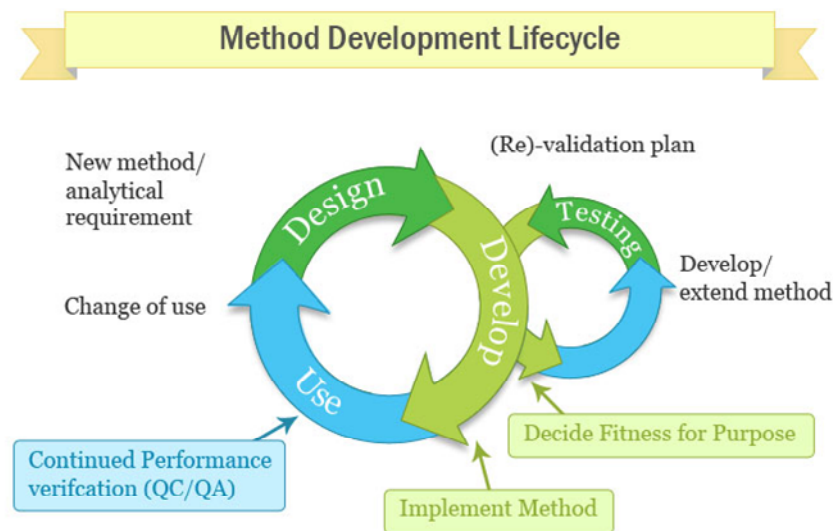 Method Development Lifecycle
(Re)-validation plan
New method/
analytical
requirement
Design
Testing
Develop
Develop/
extend method
Change of use
Use
Decide Fitness for Purpose
Continued Performance
verifcation (QC/QA)
Implement Method